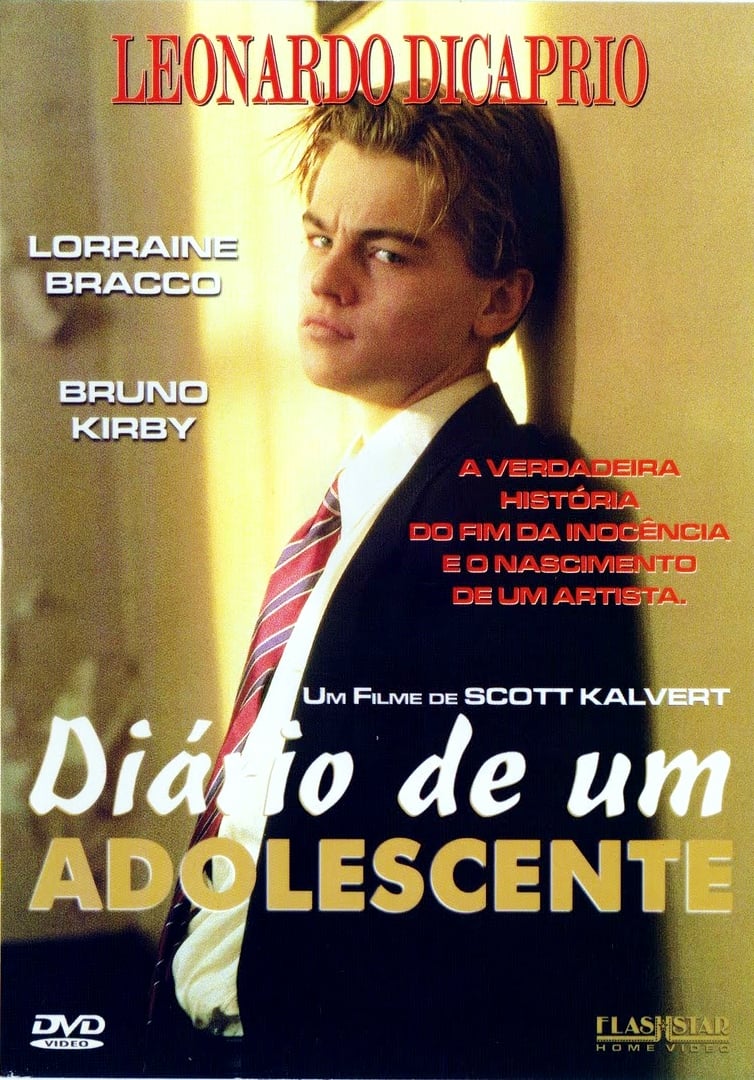 LEONARDO DICAPRIO
LORRAINE
BRACCO
BRUNO
KIRBY
A VERDADEIRA
HISTÓRIA
DO FIM DA INOCÊNCIA
E O NASCIMENTO
DE UM ARTISTA.
UM FILME DE SCOTT KALVERT
Diário de um
ADOLESCENTE
DVD
VIDEO
FLASHSTAR
HOME VIDEO